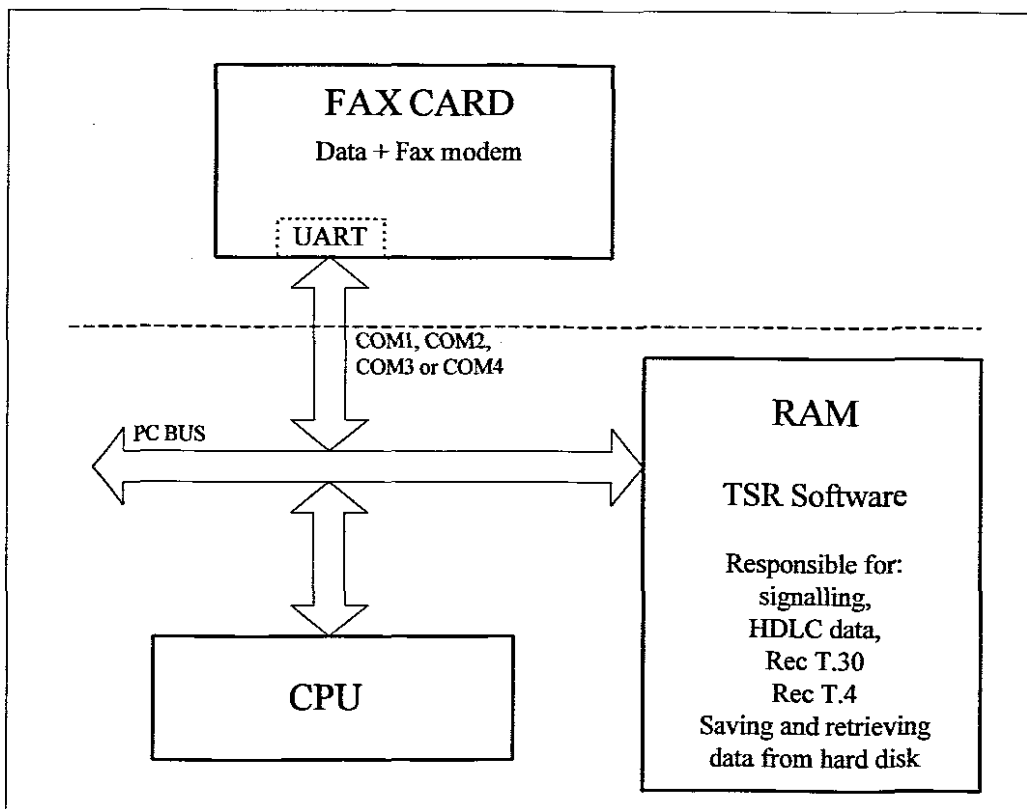 FAX CARD
Data + Fax modem
UART
COM1, COM2,
COM3 or COM4
PC BUS
RAM
TSR Software
Responsible for:
signalling,
HDLC data,
Rec T.30
Rec T.4
Saving and retrieving
data from hard disk
CPU